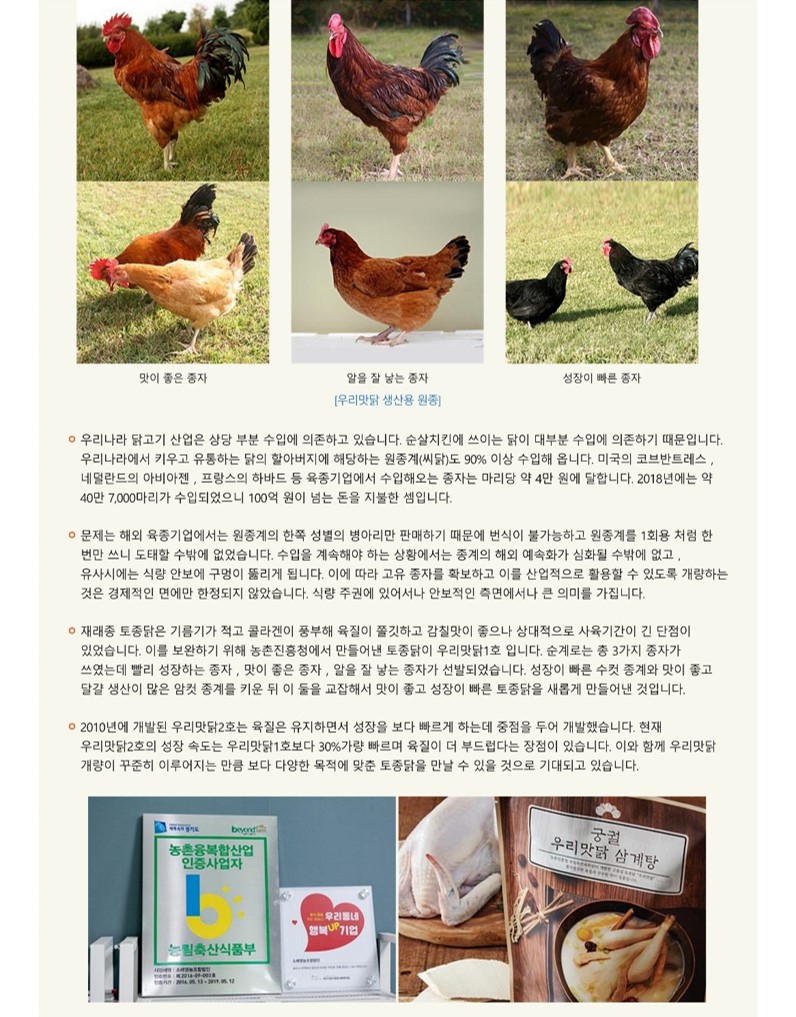 맛이 좋은 종자
알을 잘 낳는 종자
성장이 빠른 종자
[우리맛닭 생산용 원종]
우리나라 닭고기 산업은 상당 부분 수입에 의존하고 있습니다. 순살치킨에 쓰이는 닭이 대부분 수입에 의존하기 때문입니다.
우리나라에서 키우고 유통하는 닭의 할아버지에 해당하는 원종계(씨닭)도 90% 이상 수입해 옵니다. 미국의 코브반트레스 ,
네덜란드의 아비아젠 , 프랑스의 하바드 등 육종기업에서 수입해오는 종자는 마리당 약 4만 원에 달합니다. 2018년에는 약
40만 7,000마리가 수입되었으니 100억 원이 넘는 돈을 지불한 셈입니다.
문제는 해외 육종기업에서는 원종계의 한쪽 성별의 병아리만 판매하기 때문에 번식이 불가능하고 원종계를 1회용 처럼 한
번만 쓰니 도태할 수밖에 없었습니다. 수입을 계속해야 하는 상황에서는 종계의 해외 예속화가 심화될 수밖에 없고 ,
유사시에는 식량 안보에 구멍이 뚫리게 됩니다. 이에 따라 고유 종자를 확보하고 이를 산업적으로 활용할 수 있도록 개량하는
것은 경제적인 면에만 한정되지 않았습니다. 식량 주권에 있어서나 안보적인 측면에서나 큰 의미를 가집니다.
재래종 토종닭은 기름기가 적고 콜라겐이 풍부해 육질이 쫄깃하고 감칠맛이 좋으나 상대적으로 사육기간이 긴 단점이
있었습니다. 이를 보완하기 위해 농촌진흥청에서 만들어낸 토종닭이 우리맛닭1호 입니다. 순계로는 총 3가지 종자가
쓰였는데 빨리 성장하는 종자 , 맛이 좋은 종자 , 알을 잘 낳는 종자가 선발되었습니다. 성장이 빠른 수컷 종계와 맛이 좋고
달걀 생산이 많은 암컷 종계를 키운 뒤 이 둘을 교잡해서 맛이 좋고 성장이 빠른 토종닭을 새롭게 만들어낸 것입니다.
2010년에 개발된 우리맛닭2호는 육질은 유지하면서 성장을 보다 빠르게 하는데 중점을 두어 개발했습니다. 현재
우리맛닭2호의 성장 속도는 우리맛닭1호보다 30%가량 빠르며 육질이 더 부드럽다는 장점이 있습니다. 이와 함께 우리맛닭
개량이 꾸준히 이루어지는 만큼 보다 다양한 목적에 맞춘 토종닭을 만날 수 있을 것으로 기대되고 있습니다.
beyond
농촌융복합산업
인증사업자
농림축산식품부
우리동네
행복UP기업
궁궐
우리맛닭 삼계탕